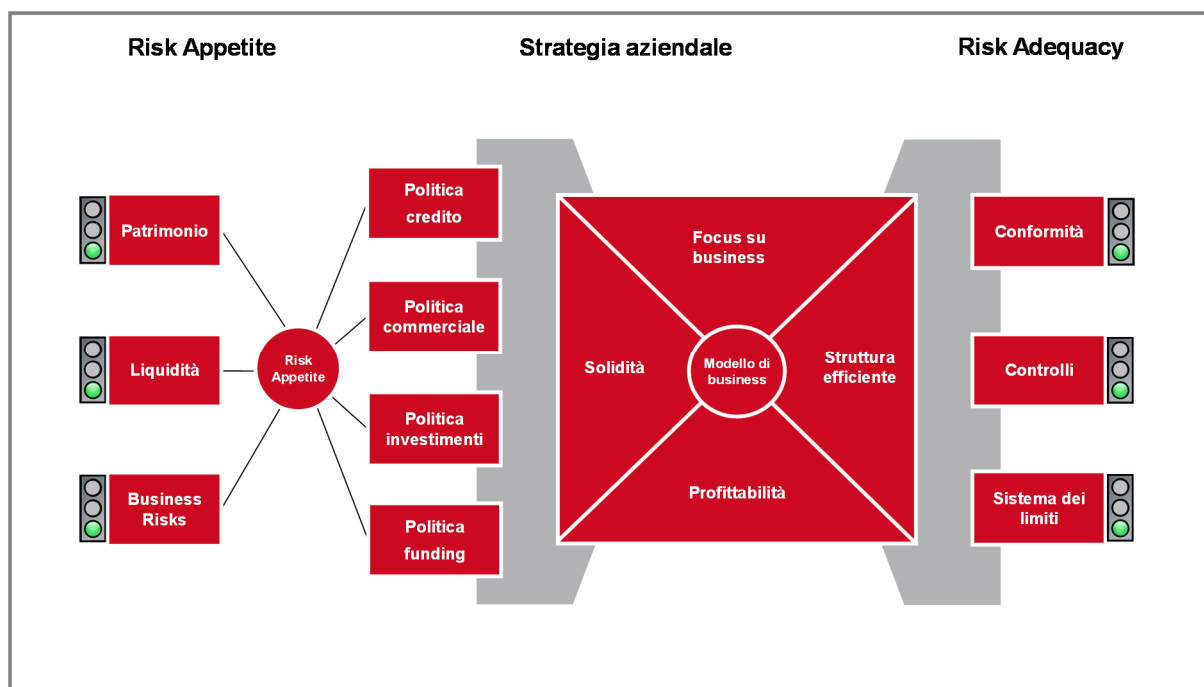 Risk Appetite
Strategia aziendale
Risk Adequacy
Patrimonio
Liquidità
Business
Risks
Risk
Appetite
Politica
credito
Politica
commerciale
Politica
investimenti
Politica
funding
Focus su
business
Solidità
Modello di
business
Struttura
efficiente
Profittabilità
Conformità
Controlli
Sistema dei
limiti